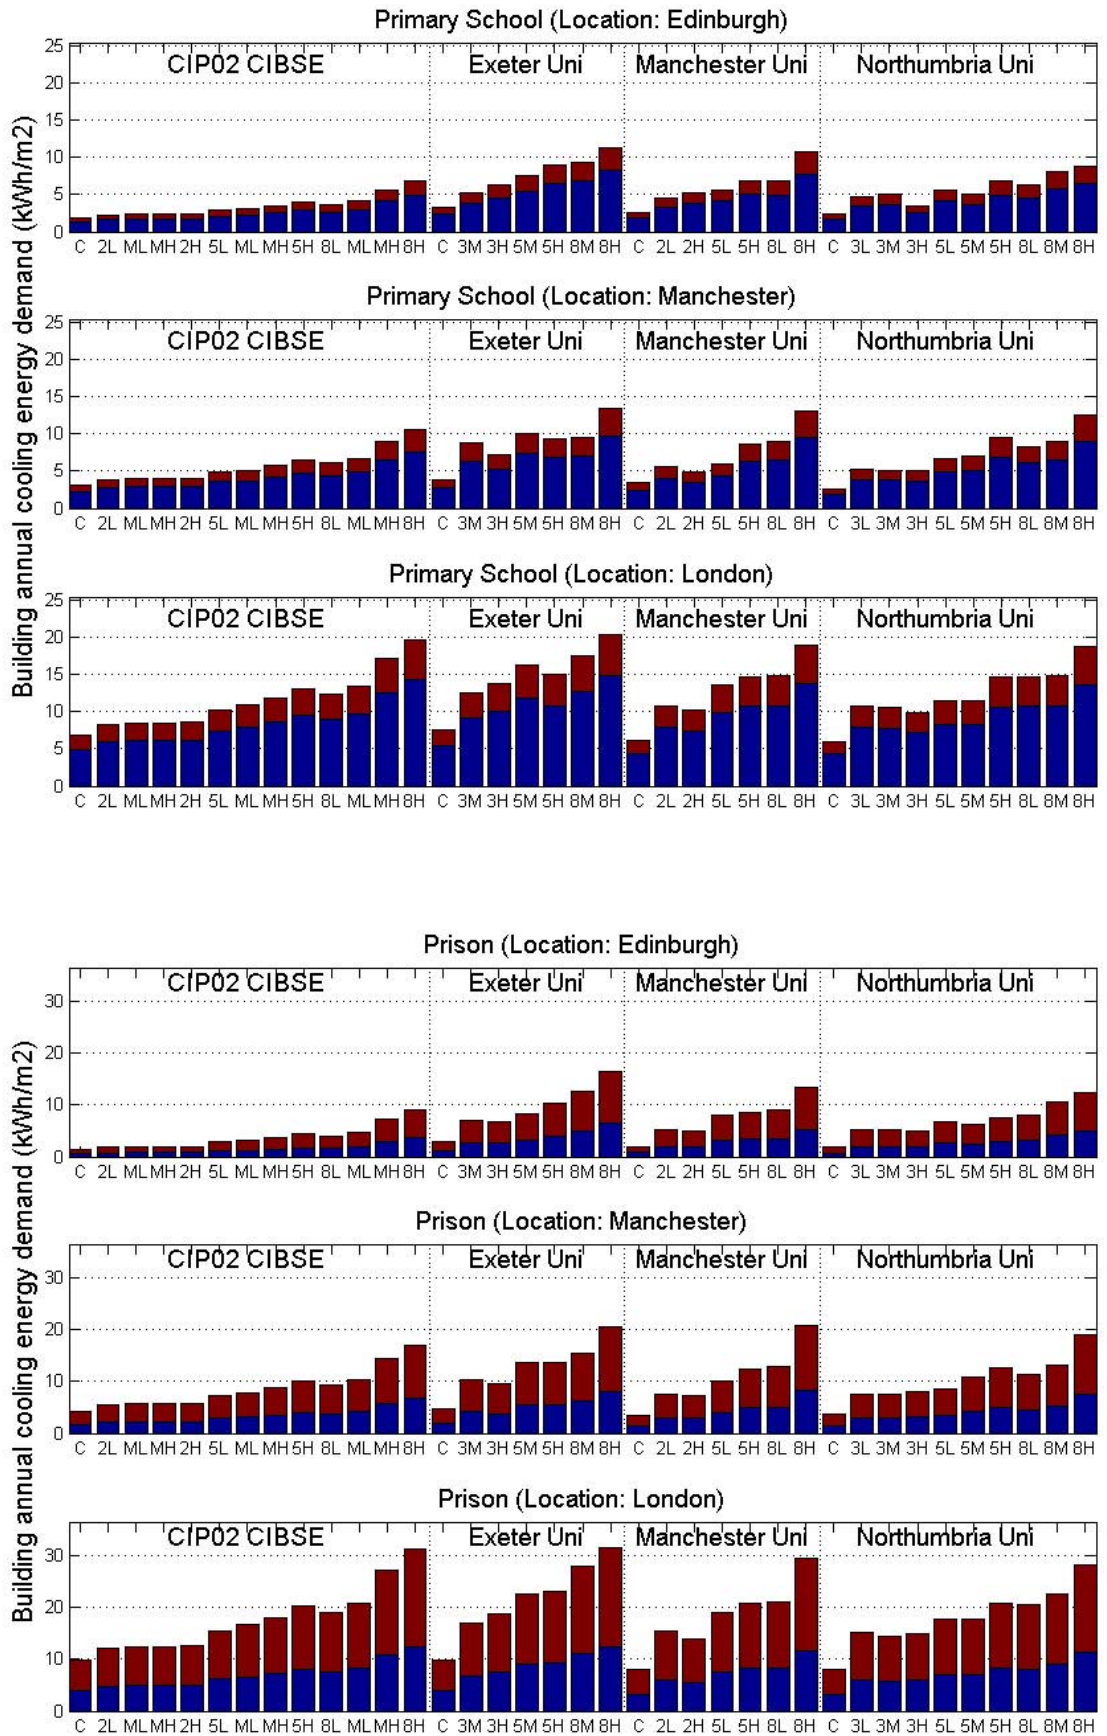 Primary School (Location: Edinburgh)
25
20
15
10
5
0
CIP02 CIBSE Exeter Uni Manchester Uni Northumbria Uni
C 2L ML MH 2H 5L ML MH 5H 8L ML MH 8H C 3M 3H 5M 5H 8M 8H C 2L 2H 5L 5H 8L 8H C 3L 3M 3H 5L 5M 5H 8L 8M 8H
Building annual cooling energy demand (kWh/m2)
Primary School (Location: Manchester)
25
20
15
10
5
0
CIP02 CIBSE Exeter Uni Manchester Uni Northumbria Uni
C 2L ML MH 2H 5L ML MH 5H 8L ML MH 8H C 3M 3H 5M 5H 8M 8H C 2L 2H 5L 5H 8L 8H C 3L 3M 3H 5L 5M 5H 8L 8M 8H
Primary School (Location: London)
25
20
15
10
5
0
CIP02 CIBSE Exeter Uni Manchester Uni Northumbria Uni
C 2L ML MH 2H 5L ML MH 5H 8L ML MH 8H C 3M 3H 5M 5H 8M 8H C 2L 2H 5L 5H 8L 8H C 3L 3M 3H 5L 5M 5H 8L 8M 8H
Prison (Location: Edinburgh)
30
20
10
0
CIP02 CIBSE Exeter Uni Manchester Uni Northumbria Uni
C 2L ML MH 2H 5L ML MH 5H 8L ML MH 8H C 3M 3H 5M 5H 8M 8H C 2L 2H 5L 5H 8L 8H C 3L 3M 3H 5L 5M 5H 8L 8M 8H
Building annual cooling energy demand (kWh/m2)
Prison (Location: Manchester)
30
20
10
0
CIP02 CIBSE Exeter Uni Manchester Uni Northumbria Uni
C 2L ML MH 2H 5L ML MH 5H 8L ML MH 8H C 3M 3H 5M 5H 8M 8H C 2L 2H 5L 5H 8L 8H C 3L 3M 3H 5L 5M 5H 8L 8M 8H
Prison (Location: London)
30
20
10
0
CIP02 CIBSE Exeter Uni Manchester Uni Northumbria Uni
C 2L ML MH 2H 5L ML MH 5H 8L ML MH 8H C 3M 3H 5M 5H 8M 8H C 2L 2H 5L 5H 8L 8H C 3L 3M 3H 5L 5M 5H 8L 8M 8H